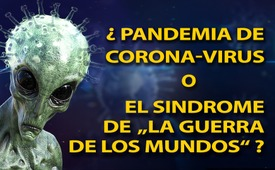 ¿ PANDEMIA DE
CORONA-VIRUS
O
EL SINDROME
DE „LA GUERRA
DE LOS MUNDOS“ ?